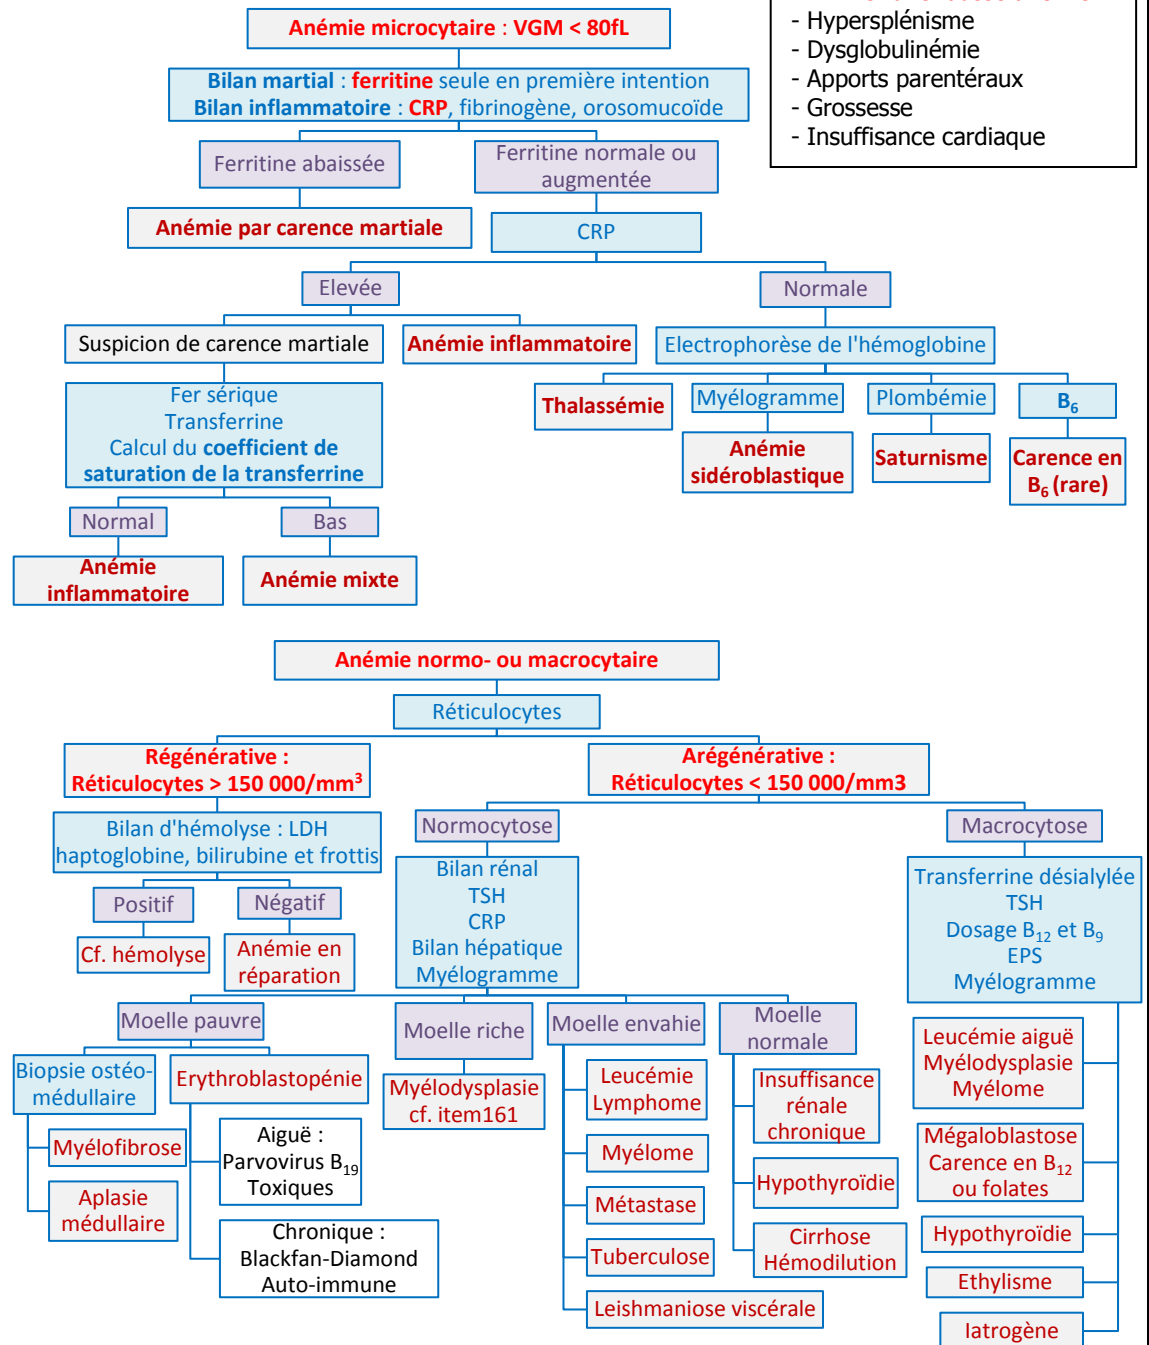 - Hypersplénisme
- Dysglobulinémie
- Apports parentéraux
- Grossesse
- Insuffisance cardiaque
Anémie microcytaire : VGM < 80fL
Bilan martial : ferritine seule en première intention
Bilan inflammatoire : CRP, fibrinogène, orosomucoïde
Ferritine abaissée
Ferritine normale ou
augmentée
Anémie par carence martiale
CRP
Elevée
Normale
Suspicion de carence martiale
Anémie inflammatoire
Electrophorèse de l'hémoglobine
Fer sérique
Transferrine
Calcul du coefficient de
saturation de la transferrine
Thalassémie
Myélogramme
Plombémie
B6
Anémie
sidéroblastique
Saturnisme
Carence en
B6 (rare)
Normal
Bas
Anémie
inflammatoire
Anémie mixte
Anémie normo- ou macrocytaire
Réticulocytes
Régénérative :
Réticulocytes > 150 000/mm³
Arégénérative :
Réticulocytes < 150 000/mm3
Bilan d'hémolyse : LDH
haptoglobine, bilirubine et frottis
Normocytose
Macrocytose
Positif
Négatif
Cf. hémolyse
Anémie en
réparation
Bilan rénal
TSH
CRP
Bilan hépatique
Myélogramme
Transferrine désialylée
TSH
Dosage B12 et B9
EPS
Myélogramme
Moelle pauvre
Moelle riche
Moelle envahie
Moelle
normale
Biopsie ostéo-
médullaire
Erythroblastopénie
Myélodysplasie
cf. item161
Leucémie
Lymphome
Insuffisance
rénale
chronique
Leucémie aiguë
Myélodysplasie
Myélome
Myélofibrose
Aiguë :
Parvovirus B19
Toxiques
Myélome
Hypothyroïdie
Mégaloblastose
Carence en B12
ou folates
Aplasie
médullaire
Métastase
Chronique :
Blackfan-Diamond
Auto-immune
Tuberculose
Cirrhose
Hémodilution
Hypothyroïdie
Ethylisme
Leishmaniose viscérale
Iatrogène